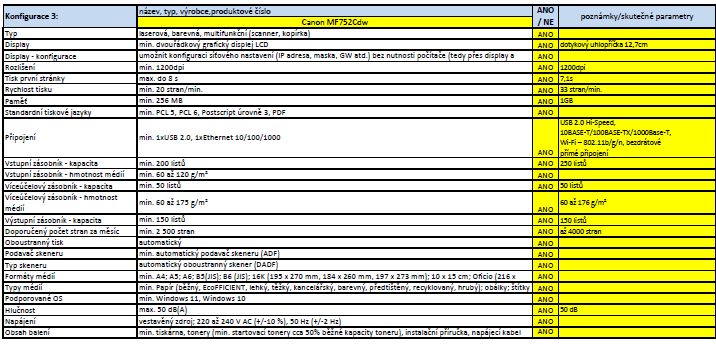 Konfigurace 3:
název, typ, výrobce,produktové číslo
ANO / NE
poznámky/skutečné parametry
Canon MF752Cdw
Typ
laserová, barevná, multifunkční (scanner, kopírka)
ANO
Display
min. dvouřádkový grafický displej LCD
ANO
dotykový uhlopříčka 12,7cm
Display - konfigurace
umožnit konfiguraci síťového nastavení (IP adresa, maska, GW atd.) bez nutnosti počítače (tedy přes display a
ANO
Rozlišení
min. 1200dpi
ANO
1200dpi
Tisk první stránky
max. do 8 s
ANO
7,1s
Rychlost tisku
min. 20 stran/min.
ANO
33 stran/min.
Paměť
min. 256 MB
ANO
1GB
Standardní tiskové jazyky
min. PCL 5, PCL 6, Postscript úrovně 3, PDF
ANO
Připojení
min. 1xUSB 2.0, 1xEthernet 10/100/1000
ANO
USB 2.0 Hi-Speed,
10BASE-T/100BASE-TX/1000Base-T,
Wi-Fi – 802.11b/g/n, bezdrátové
přímé připojení
Vstupní zásobník - kapacita
min. 200 listů
ANO
250 listů
Vstupní zásobník - hmotnost médií
min. 60 až 120 g/m²
ANO
Víceúčelový zásobník - kapacita
min. 50 listů
ANO
50 listů
Víceúčelový zásobník - hmotnost
médií
min. 60 až 175 g/m²
ANO
60 až 176 g/m²
Výstupní zásobník - kapacita
min. 150 listů
ANO
150 listů
Doporučený počet stran za měsíc
min. 2 500 stran
ANO
až 4000 stran
Oboustranný tisk
automatický
ANO
Podavač skeneru
min. automatický podavač skeneru (ADF)
ANO
Typ skeneru
automatický oboustranný skener (DADF)
ANO
Formáty médií
min. A4; A5; A6; B5(JIS); B6 (JIS); 16K (195 x 270 mm, 184 x 260 mm, 197 x 273 mm); 10 x 15 cm; Oficio (216 x
ANO
Typy médií
min. Papír (běžný, EcoFFICIENT, lehký, těžký, kancelářský, barevný, předtištěný, recyklovaný, hrubý); obálky; štítky
ANO
Podporované OS
min. Windows 11, Windows 10
ANO
Hlučnost
max. 50 dB(A)
ANO
50 dB
Napájení
vestavěný zdroj; 220 až 240 V AC (+/-10 %), 50 Hz (+/-2 Hz)
ANO
Obsah balení
min. tiskárna, tonery (min. startovací tonery cca 50% běžné kapacity toneru), instalační příručka, napájecí kabel
ANO